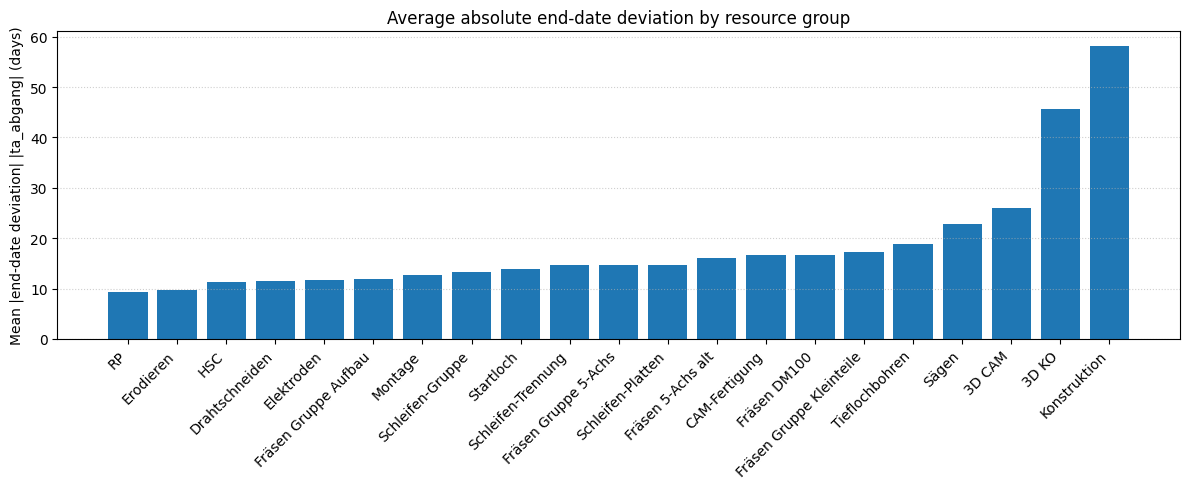 Average absolute end-date deviation by resource group
Mean |end-date deviation| |ta_abgang| (days)
60
50
40
30
20
10
0
RP
Erodieren
HSC
Drahtschneiden
Elektroden
Fräsen Gruppe Aufbau
Montage
Schleifen-Gruppe
Startloch
Schleifen-Trennung
Fräsen Gruppe 5-Achs
Schleifen-Platten
Fräsen 5-Achs alt
CAM-Fertigung
Fräsen DM100
Fräsen Gruppe Kleinteile
Tieflochbohren
Sägen
3D CAM
3D KO
Konstruktion